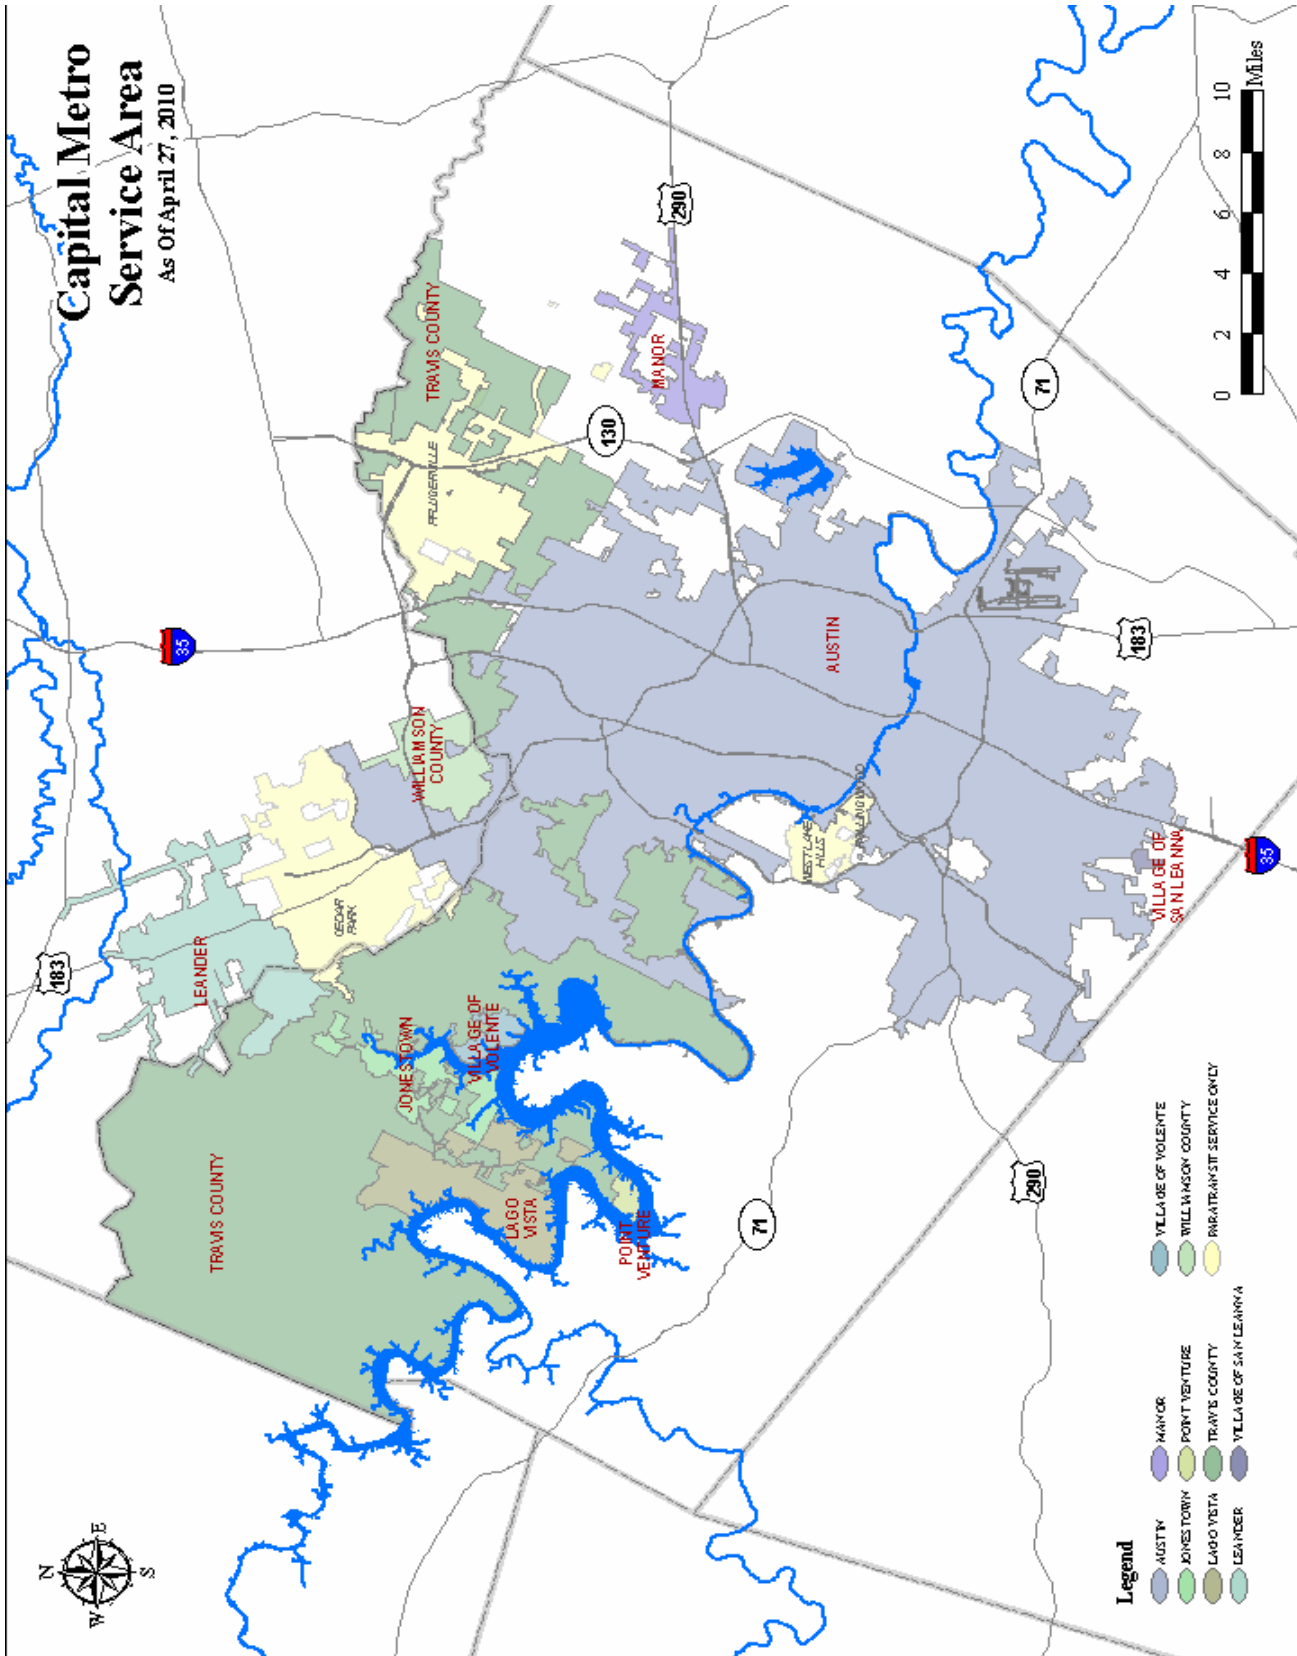 Capital Metro
Service Area
As Of April 27, 2010
N
W
E
S
183
35
LEANDER
CEDAR
PARK
WILLIAMSON
COUNTY
PFLUGERVILLE
TRAVIS COUNTY
TRAVIS COUNTY
JONESTOWN
VILLAGE OF
VOLENTE
LAGO
VISTA
POINT
VENTURE
130
MANOR
290
WEST LAKE
HILLS
ROLLINGWOOD
AUSTIN
71
71
290
183
35
VILLAGE OF
SAN LEANNA
Legend
AUSTIN
JONESTOWN
LAGO VISTA
LEANDER
MANOR
POINT VENTURE
TRAVIS COUNTY
VILLAGE OF SAN LEANNA
VILLAGE OF VOLENTE
WILLIAMSON COUNTY
PARATRANSIT SERVICE ONLY
0 2 4 6 8 10
Miles